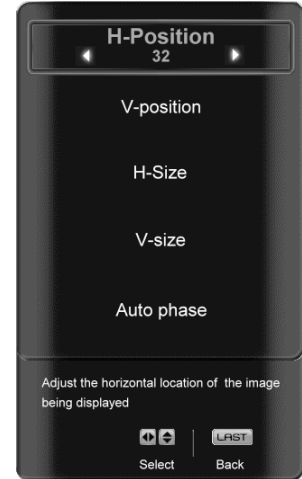 H-Position
32
V-position
H-Size
V-size
Auto phase
Adjust the horizontal location of the image
being displayed
LAST
Select Back